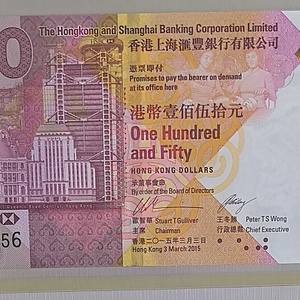 0
The Hongkong and Shanghai Banking Corporation Limited
香港上海滙豐銀行有限公司
憑票即付
Promises to pay the bearer on demand
at its office here
港幣壹佰伍拾元
One Hundred
and Fifty
HONG KONG DOLLARS
承董事會命
By order of the Board of Directors
56
霍智華 Stuart T Gulliver
主席 Chairman
王冬勝 Peter T S Wong
行政總裁 Chief Executive
香港二〇一五年三月三日
Hong Kong 3 March 2015